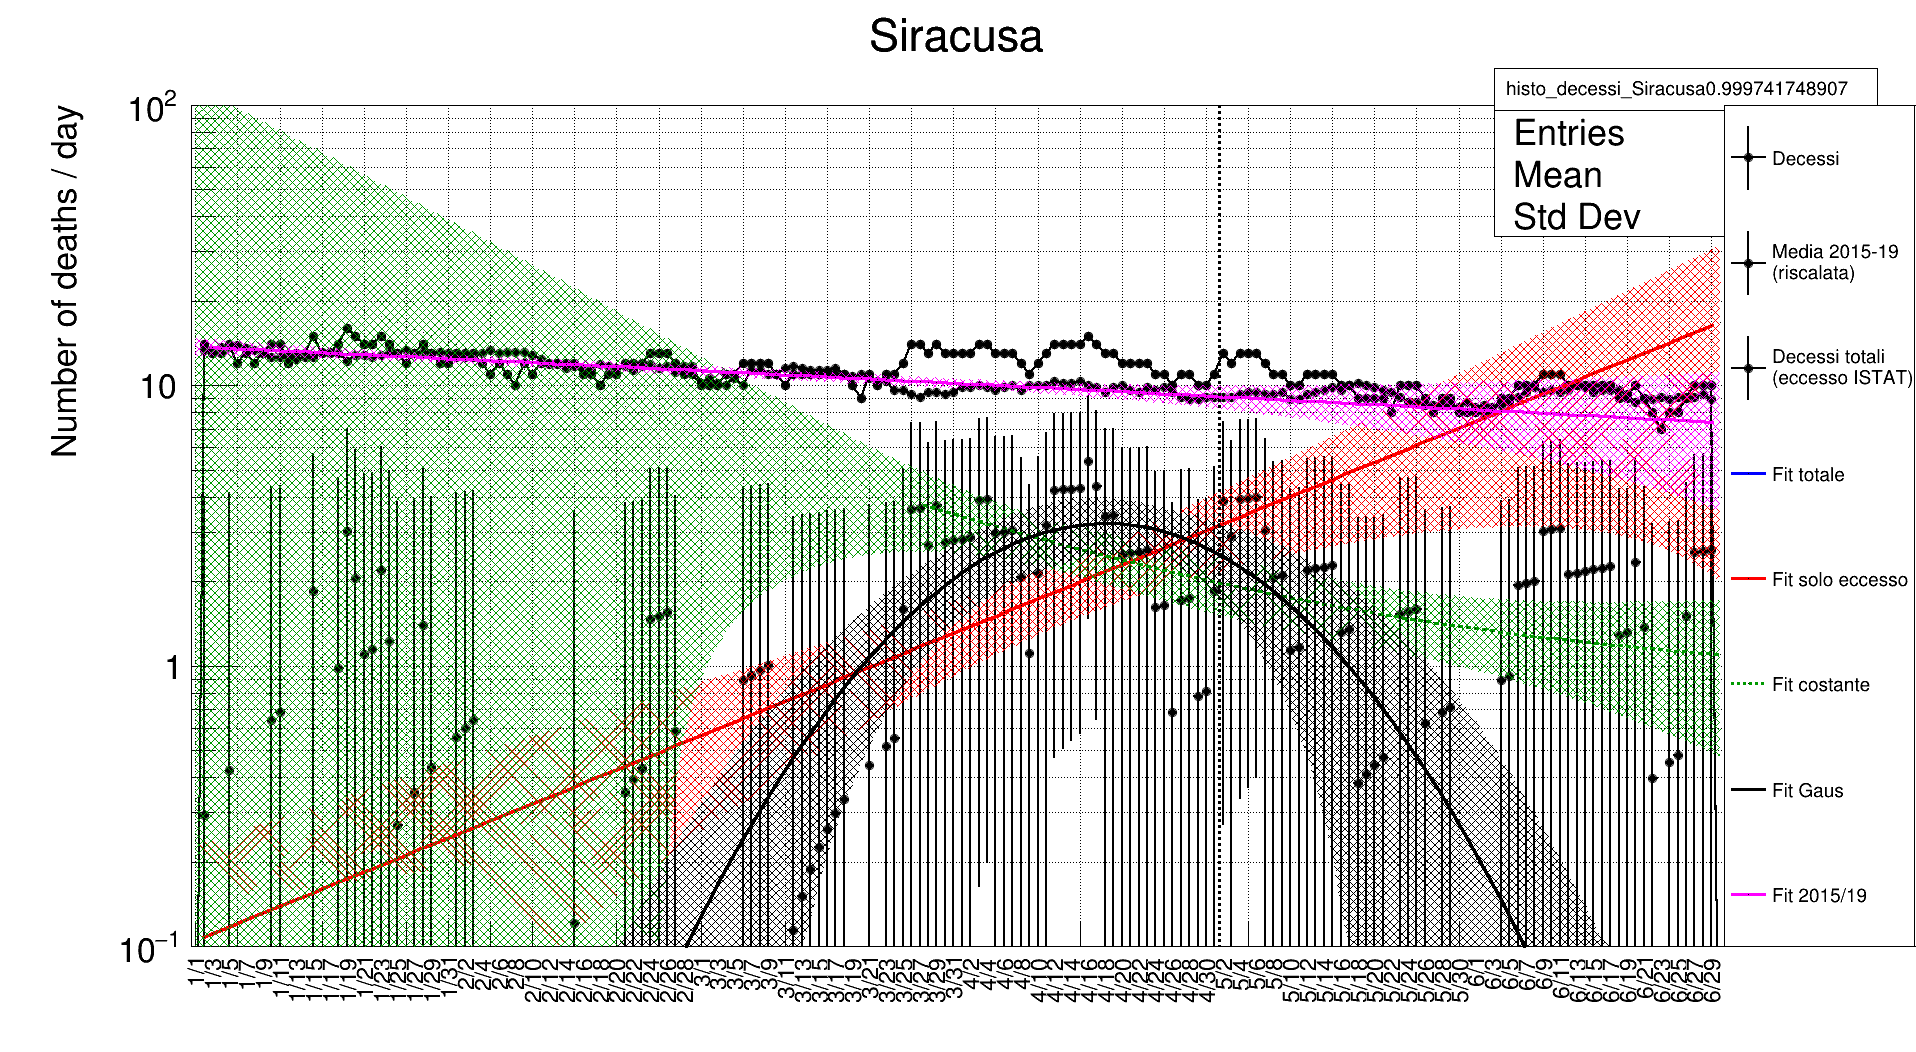 Siracusa
histo_decessi_Siracusa0.999741748907
Entries
Mean
Std Dev
Number of deaths / day
10²
10
1
10⁻¹
Decessi
Media 2015-19
(riscalata)
Decessi totali
(eccesso ISTAT)
Fit totale
Fit solo eccesso
Fit costante
Fit Gaus
Fit 2015/19
1/1 1/3 1/5 1/7 1/9 1/11 1/13 1/15 1/17 1/19 1/21 1/23 1/25 1/27 1/29 1/31 2/2 2/4 2/6 2/8 2/10 2/12 2/14 2/16 2/18 2/20 2/22 2/24 2/26 2/28 3/1 3/3 3/5 3/7 3/9 3/11 3/13 3/15 3/17 3/19 3/21 3/23 3/25 3/27 3/29 3/31 4/2 4/4 4/6 4/8 4/10 4/12 4/14 4/16 4/18 4/20 4/22 4/24 4/26 4/28 4/30 5/2 5/4 5/6 5/8 5/10 5/12 5/14 5/16 5/18 5/20 5/22 5/24 5/26 5/28 5/30 6/1 6/3 6/5 6/7 6/9 6/11 6/13 6/15 6/17 6/19 6/21 6/23 6/25 6/27 6/29